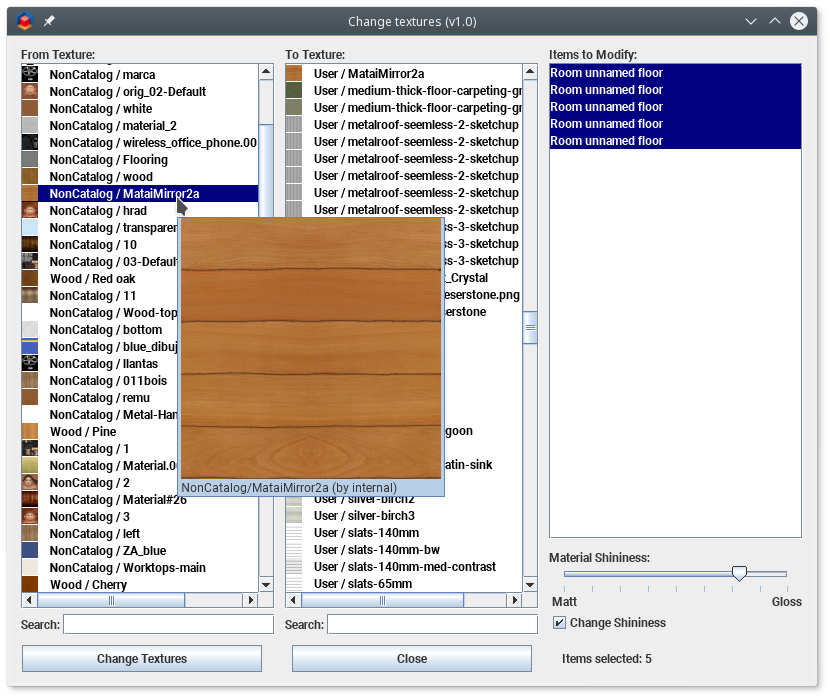 Change textures (v1.0)
From Texture:
NonCatalog / marca
NonCatalog / orig_02-Default
NonCatalog / white
NonCatalog / material_2
NonCatalog / wireless_office_phone.00
NonCatalog / Flooring
NonCatalog / wood
NonCatalog / MataiMirror2a
NonCatalog / hrad
NonCatalog / transparen
NonCatalog / 10
NonCatalog / 03-Defaul
Wood / Red oak
NonCatalog / 11
NonCatalog / Wood-top
NonCatalog / bottom
NonCatalog / blue_dibuj
NonCatalog / llantas
NonCatalog / 011bois
NonCatalog / remu
NonCatalog / Metal-Han
Wood / Pine
NonCatalog / 1
NonCatalog / Material.0
NonCatalog / 2
NonCatalog / Material#26
NonCatalog / 3
NonCatalog / left
NonCatalog / ZA_blue
NonCatalog / Worktops-main
Wood / Cherry
Search:
Change Textures
To Texture:
User / MataiMirror2a
User / medium-thick-floor-carpeting-gr
User / medium-thick-floor-carpeting-gr
User / metalroof-seemless-2-sketchup
User / metalroof-seemless-2-sketchup
User / metalroof-seemless-2-sketchup
User / metalroof-seemless-2-sketchup
User / metalroof-seemless-2-sketchup
User / metalroof-seemless-2-sketchup
ss-3-sketchup
ss-3-sketchup
ss-3-sketchup
_Crystal
eserstone.png
serstone
goon
atin-sink
NonCatalog/MataiMirror2a (by internal)
User / silver-birch2
User / silver-birch3
User / slats-140mm
User / slats-140mm-bw
User / slats-140mm-med-contrast
User / slats-65mm
Search:
Close
Items to Modify:
Room unnamed floor
Room unnamed floor
Room unnamed floor
Room unnamed floor
Room unnamed floor
Material Shininess:
Matt Gloss
Change Shininess
Items selected: 5